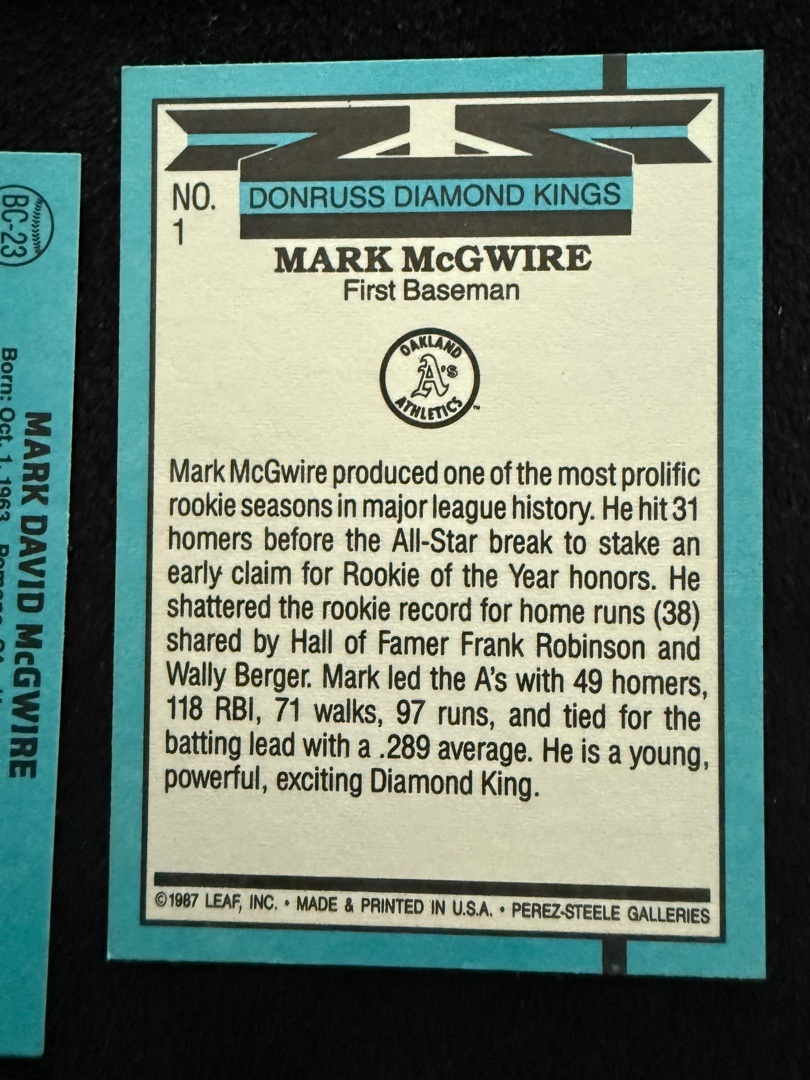 BC-23
Born: Oct. 1, 1963
MARK DAVID McGWIRE
NO.
1
DONRUSS DIAMOND KINGS
MARK McGWIRE
First Baseman
OAKLAND
A's
ATHLETICS
TM
Mark McGwire produced one of the most prolific
rookie seasons in major league history. He hit 31
homers before the All-Star break to stake an
early claim for Rookie of the Year honors. He
shattered the rookie record for home runs (38)
shared by Hall of Famer Frank Robinson and
Wally Berger. Mark led the A's with 49 homers,
118 RBI, 71 walks, 97 runs, and tied for the
batting lead with a .289 average. He is a young,
powerful, exciting Diamond King.
©1987 LEAF, INC. • MADE & PRINTED IN U.S.A. • PEREZ-STEELE GALLERIES